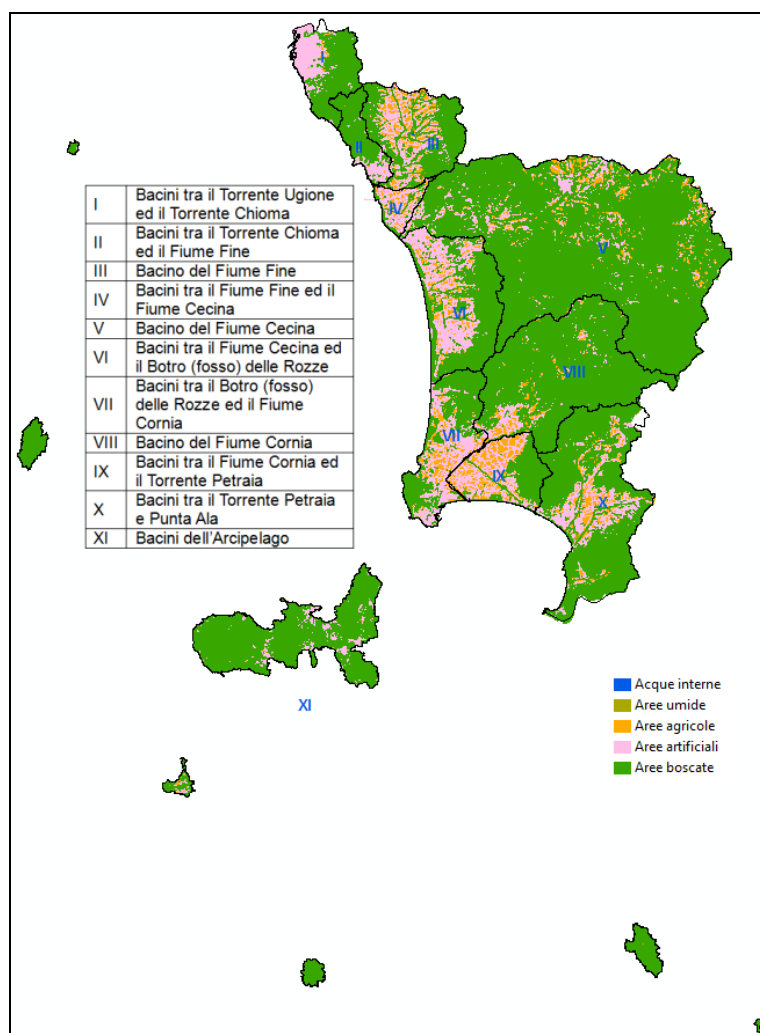 I
II
III
IV
V
VI
VIII
VII
IX
X
XI
I Bacini tra il Torrente Ugione
ed il Torrente Chioma
II Bacini tra il Torrente Chioma
ed il Fiume Fine
III Bacino del Fiume Fine
IV Bacini tra il Fiume Fine ed il
Fiume Cecina
V Bacino del Fiume Cecina
VI Bacini tra il Fiume Cecina ed
il Botro (fosso) delle Rozze
VII Bacini tra il Botro (fosso)
delle Rozze ed il Fiume
Cornia
VIII Bacino del Fiume Cornia
IX Bacini tra il Fiume Cornia ed
il Torrente Petraia
X Bacini tra il Torrente Petraia
e Punta Ala
XI Bacini dell'Arcipelago
Acque interne
Aree umide
Aree agricole
Aree artificiali
Aree boscate